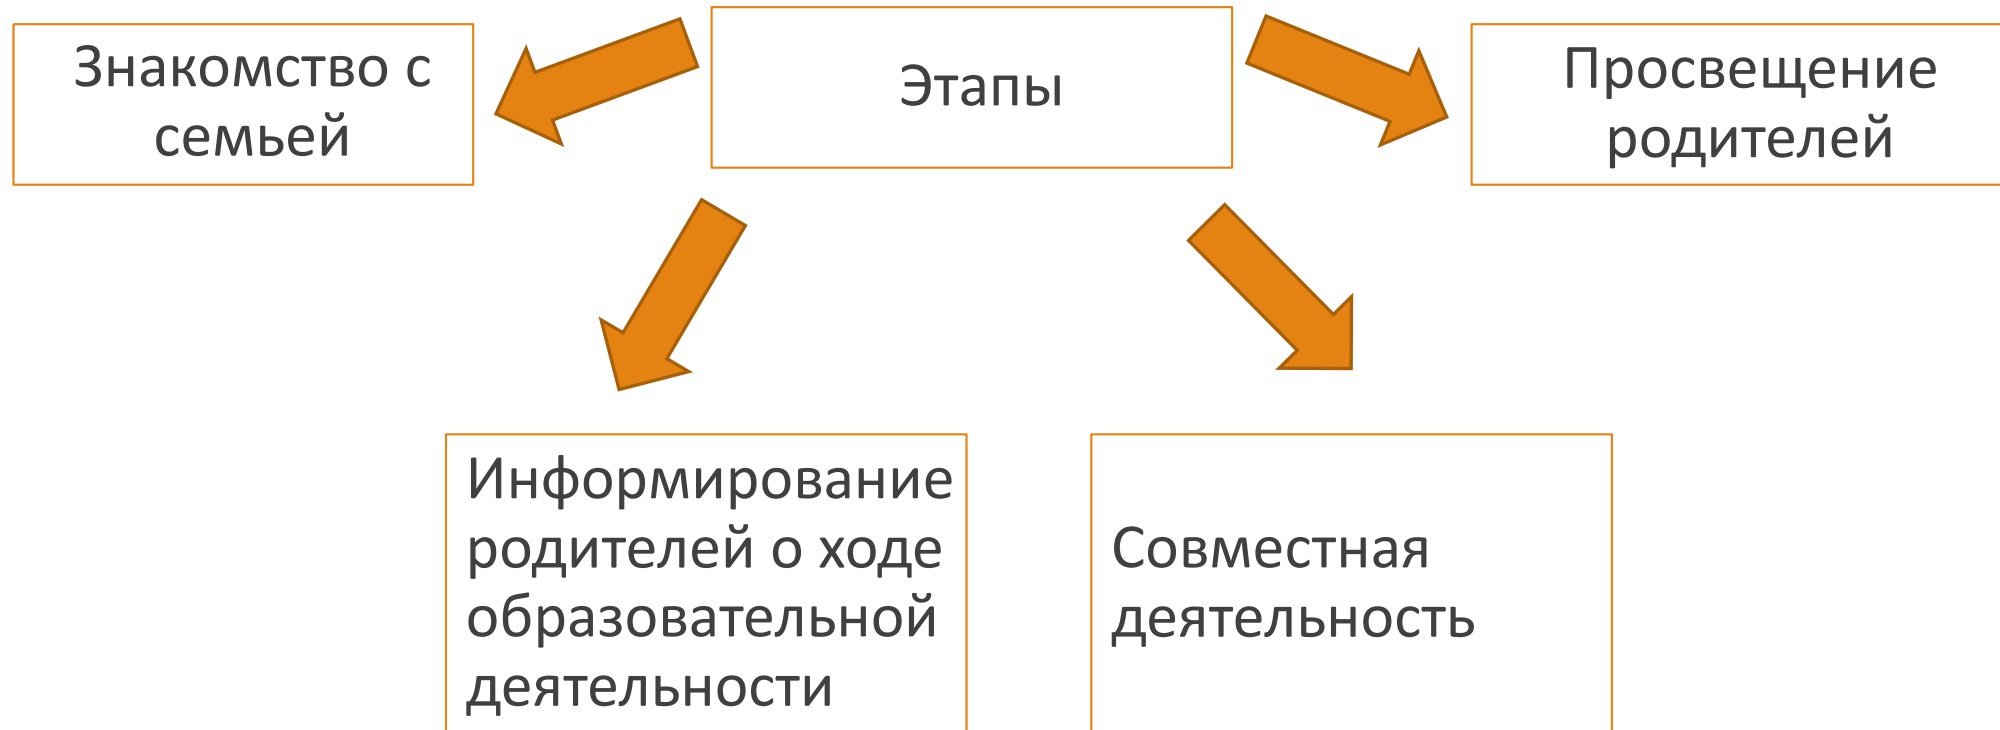 Знакомство с
семьей
Этапы
Просвещение
родителей
Информирование
родителей о ходе
образовательной
деятельности
Совместная
деятельность